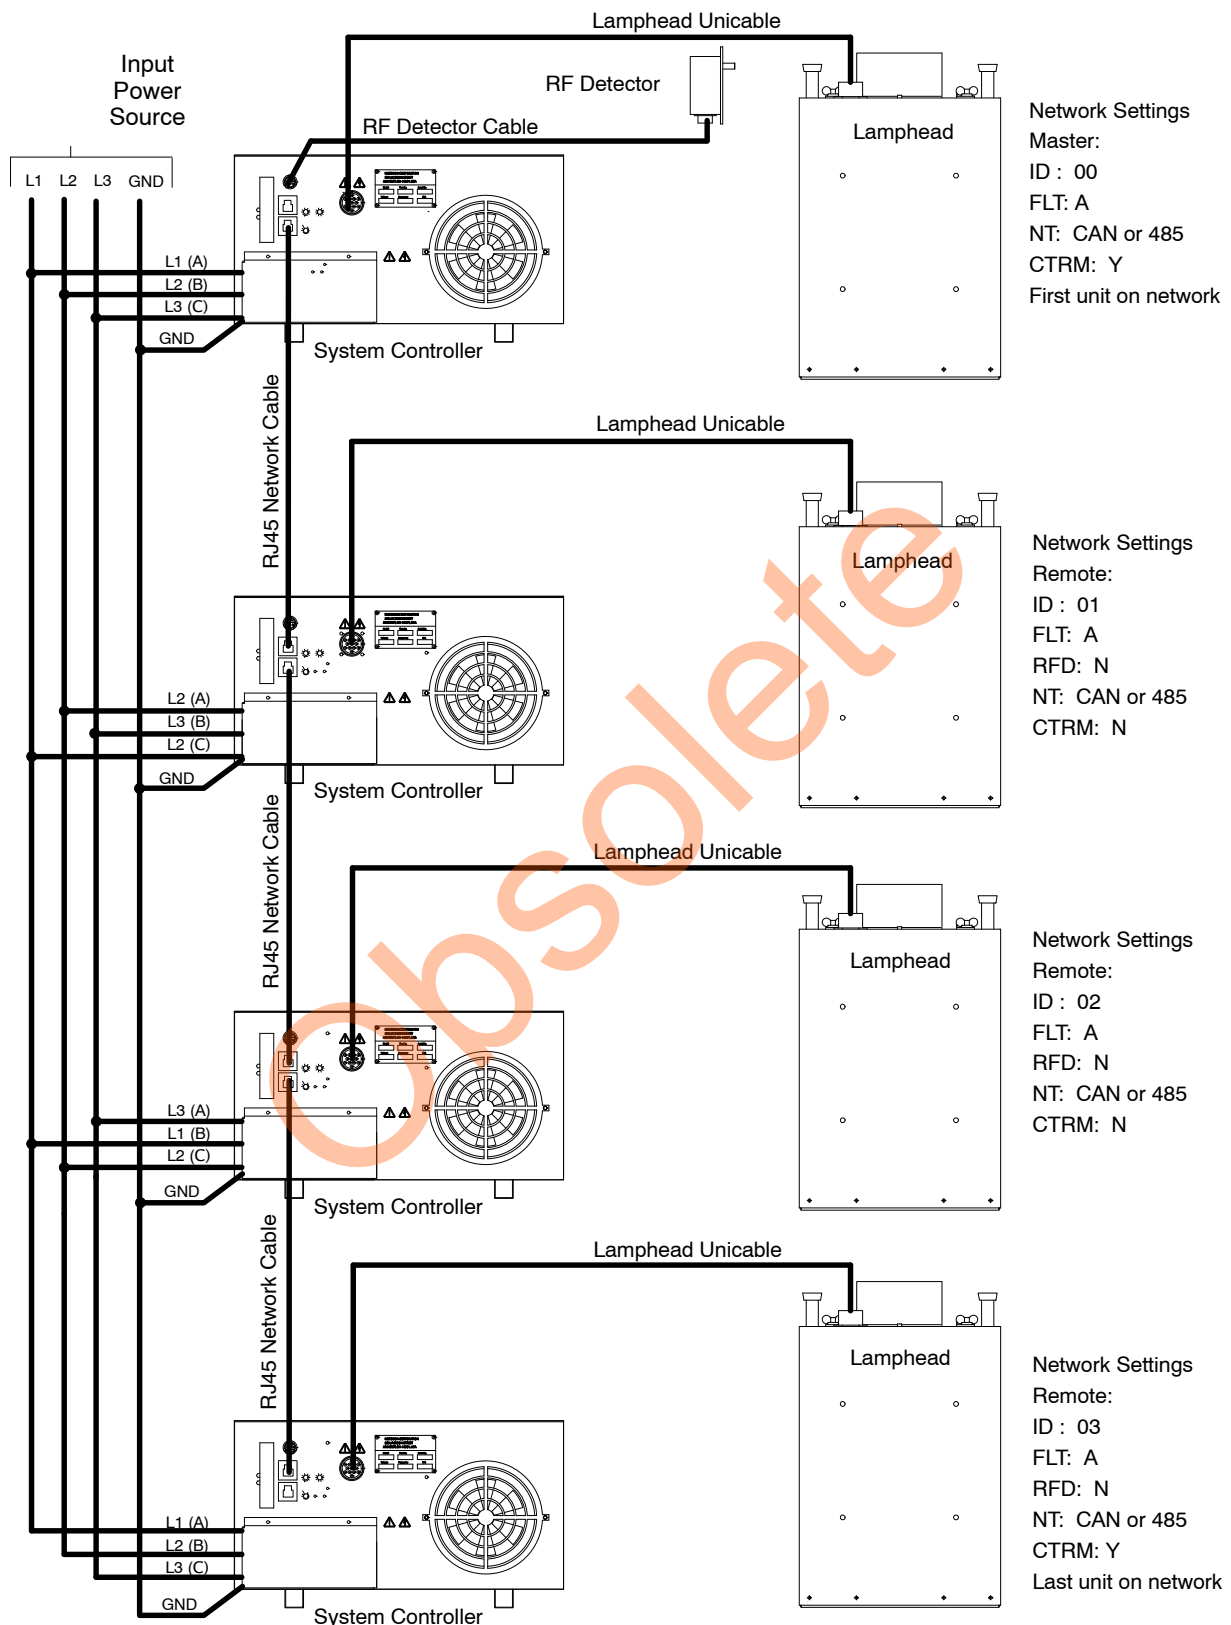 Lamphead Unicable
Input
Power
Source
RF Detector
RF Detector Cable
Lamphead
Network Settings
Master:
ID : 00
FLT: A
NT: CAN or 485
CTRM: Y
First unit on network
L1 L2 L3 GND
L1 (A)
L2 (B)
L3 (C)
GND
System Controller
RJ45 Network Cable
Lamphead Unicable
Lamphead
Network Settings
Remote:
ID : 01
FLT: A
RFD: N
NT: CAN or 485
CTRM: N
L2 (A)
L3 (B)
L2 (C)
GND
System Controller
RJ45 Network Cable
Obsolete
Lamphead Unicable
Lamphead
Network Settings
Remote:
ID : 02
FLT: A
RFD: N
NT: CAN or 485
CTRM: N
L3 (A)
L1 (B)
L2 (C)
GND
System Controller
RJ45 Network Cable
Lamphead Unicable
Lamphead
Network Settings
Remote:
ID : 03
FLT: A
RFD: N
NT: CAN or 485
CTRM: Y
Last unit on network
L1 (A)
L2 (B)
L3 (C)
GND
System Controller